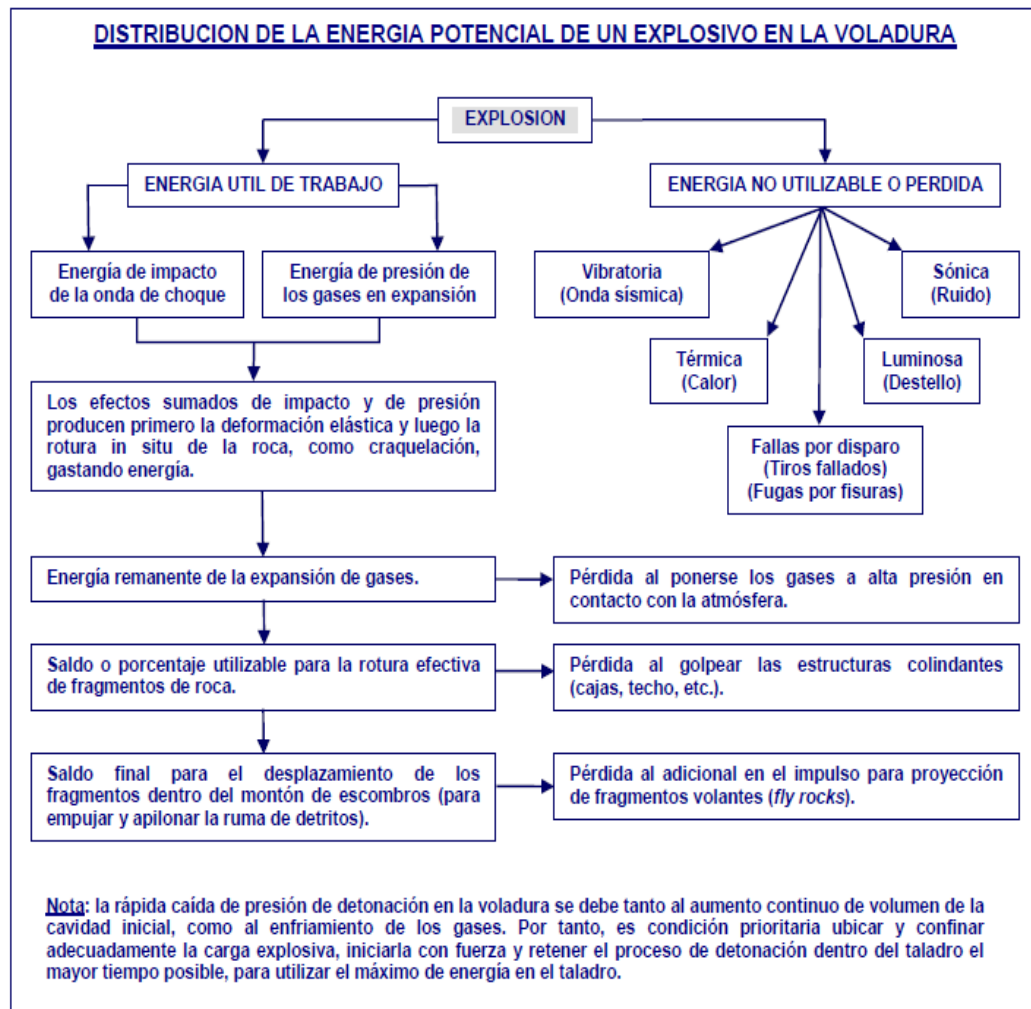 DISTRIBUCION DE LA ENERGIA POTENCIAL DE UN EXPLOSIVO EN LA VOLADURA
EXPLOSION
ENERGIA UTIL DE TRABAJO
ENERGIA NO UTILIZABLE O PERDIDA
Energía de impacto
de la onda de choque
Energía de presión de
los gases en expansión
Vibratoria
(Onda sísmica)
Sónica
(Ruido)
Térmica
(Calor)
Luminosa
(Destello)
Fallas por disparo
(Tiros fallados)
(Fugas por fisuras)
Los efectos sumados de impacto y de presión
producen primero la deformación elástica y luego la
rotura in situ de la roca, como craquelación,
gastando energía.
Energía remanente de la expansión de gases.
Pérdida al ponerse los gases a alta presión en
contacto con la atmósfera.
Saldo o porcentaje utilizable para la rotura efectiva
de fragmentos de roca.
Pérdida al golpear las estructuras colindantes
(cajas, techo, etc.).
Saldo final para el desplazamiento de los
fragmentos dentro del montón de escombros (para
empujar y apilonar la ruma de detritos).
Pérdida al adicional en el impulso para proyección
de fragmentos volantes (fly rocks).
Nota: la rápida caída de presión de detonación en la voladura se debe tanto al aumento continuo de volumen de la
cavidad inicial, como al enfriamiento de los gases. Por tanto, es condición prioritaria ubicar y confinar
adecuadamente la carga explosiva, iniciarla con fuerza y retener el proceso de detonación dentro del taladro el
mayor tiempo posible, para utilizar el máximo de energía en el taladro.